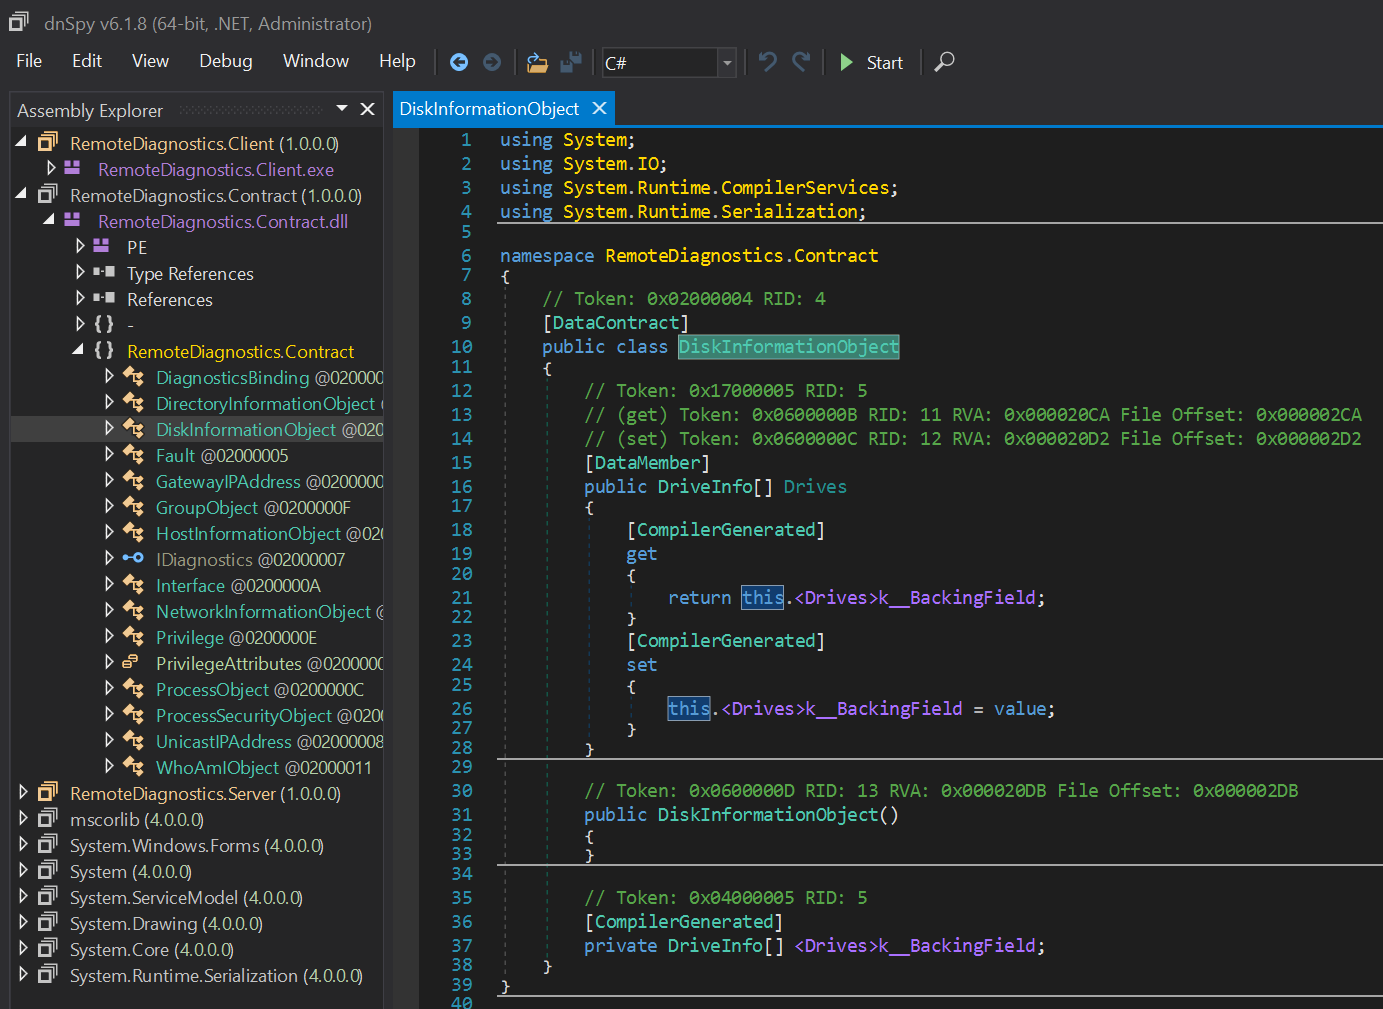 dnSpy v6.1.8 (64-bit, .NET, Administrator)
File Edit View Debug Window Help C# Start
Assembly Explorer
RemoteDiagnostics.Client (1.0.0.0)
RemoteDiagnostics.Client.exe
RemoteDiagnostics.Contract (1.0.0.0)
RemoteDiagnostics.Contract.dll
PE
Type References
References
{ } -
{ } RemoteDiagnostics.Contract
DiagnosticsBinding @020000
DirectoryInformationObject
DiskInformationObject @020
Fault @02000005
GatewayIPAddress @0200000
GroupObject @0200000F
HostInformationObject @020
IDiagnostics @02000007
Interface @0200000A
NetworkInformationObject @
Privilege @0200000E
PrivilegeAttributes @0200000
ProcessObject @0200000C
ProcessSecurityObject @020
UnicastIPAddress @02000008
WhoAmIObject @02000011
RemoteDiagnostics.Server (1.0.0.0)
mscorlib (4.0.0.0)
System.Windows.Forms (4.0.0.0)
System (4.0.0.0)
System.ServiceModel (4.0.0.0)
System.Drawing (4.0.0.0)
System.Core (4.0.0.0)
System.Runtime.Serialization (4.0.0.0)
DiskInformationObject
1 using System;
2 using System.IO;
3 using System.Runtime.CompilerServices;
4 using System.Runtime.Serialization;
5
6 namespace RemoteDiagnostics.Contract
7 {
8 // Token: 0x02000004 RID: 4
9 [DataContract]
10 public class DiskInformationObject
11 {
12 // Token: 0x17000005 RID: 5
13 // (get) Token: 0x0600000B RID: 11 RVA: 0x000020CA File Offset: 0x000002CA
14 // (set) Token: 0x0600000C RID: 12 RVA: 0x000020D2 File Offset: 0x000002D2
15 [DataMember]
16 public DriveInfo[] Drives
17 {
18 [CompilerGenerated]
19 get
20 {
21 return this.<Drives>k__BackingField;
22 }
23 [CompilerGenerated]
24 set
25 {
26 this.<Drives>k__BackingField = value;
27 }
28 }
29
30 // Token: 0x0600000D RID: 13 RVA: 0x000020DB File Offset: 0x000002DB
31 public DiskInformationObject()
32 {
33 }
34
35 // Token: 0x04000005 RID: 5
36 [CompilerGenerated]
37 private DriveInfo[] <Drives>k__BackingField;
38 }
39 }
40